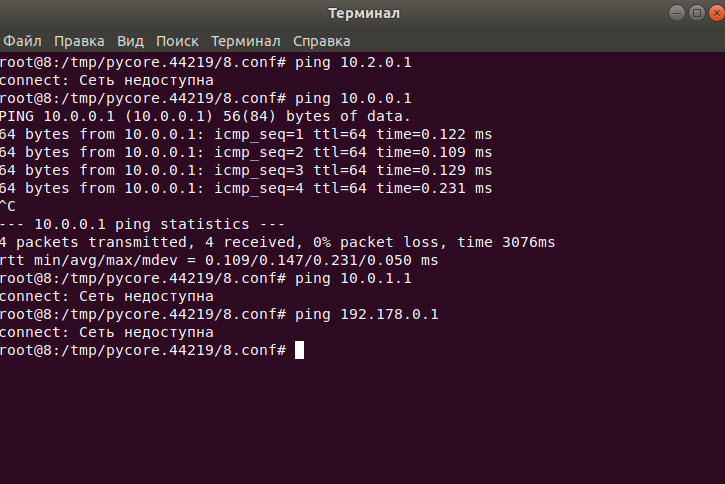 Терминал
Файл Правка Вид Поиск Терминал Справка
root@8:/tmp/pycore.44219/8.conf# ping 10.2.0.1
connect: Сеть недоступна
root@8:/tmp/pycore.44219/8.conf# ping 10.0.0.1
PING 10.0.0.1 (10.0.0.1) 56(84) bytes of data.
64 bytes from 10.0.0.1: icmp_seq=1 ttl=64 time=0.122 ms
64 bytes from 10.0.0.1: icmp_seq=2 ttl=64 time=0.109 ms
64 bytes from 10.0.0.1: icmp_seq=3 ttl=64 time=0.129 ms
64 bytes from 10.0.0.1: icmp_seq=4 ttl=64 time=0.231 ms
^C
--- 10.0.0.1 ping statistics ---
4 packets transmitted, 4 received, 0% packet loss, time 3076ms
rtt min/avg/max/mdev = 0.109/0.147/0.231/0.050 ms
root@8:/tmp/pycore.44219/8.conf# ping 10.0.1.1
connect: Сеть недоступна
root@8:/tmp/pycore.44219/8.conf# ping 192.178.0.1
connect: Сеть недоступна
root@8:/tmp/pycore.44219/8.conf#